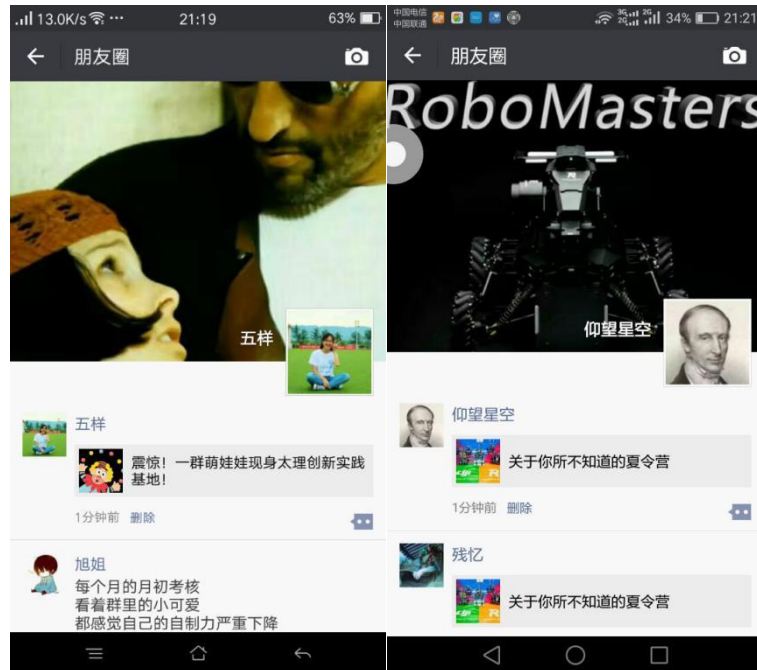 13.0K/s
21:19
63%
朋友圈
五样
五样
震惊！一群萌娃娃现身太理创新实践
基地！
1分钟前 删除
旭姐
每个月的月初考核
看着群里的小可爱
都感觉自己的自制力严重下降
中国电信
中国联通
3G 2G
2G
34%
21:21
朋友圈
RoboMasters
仰望星空
仰望星空
关于你所不知道的夏令营
1分钟前 删除
残忆
关于你所不知道的夏令营